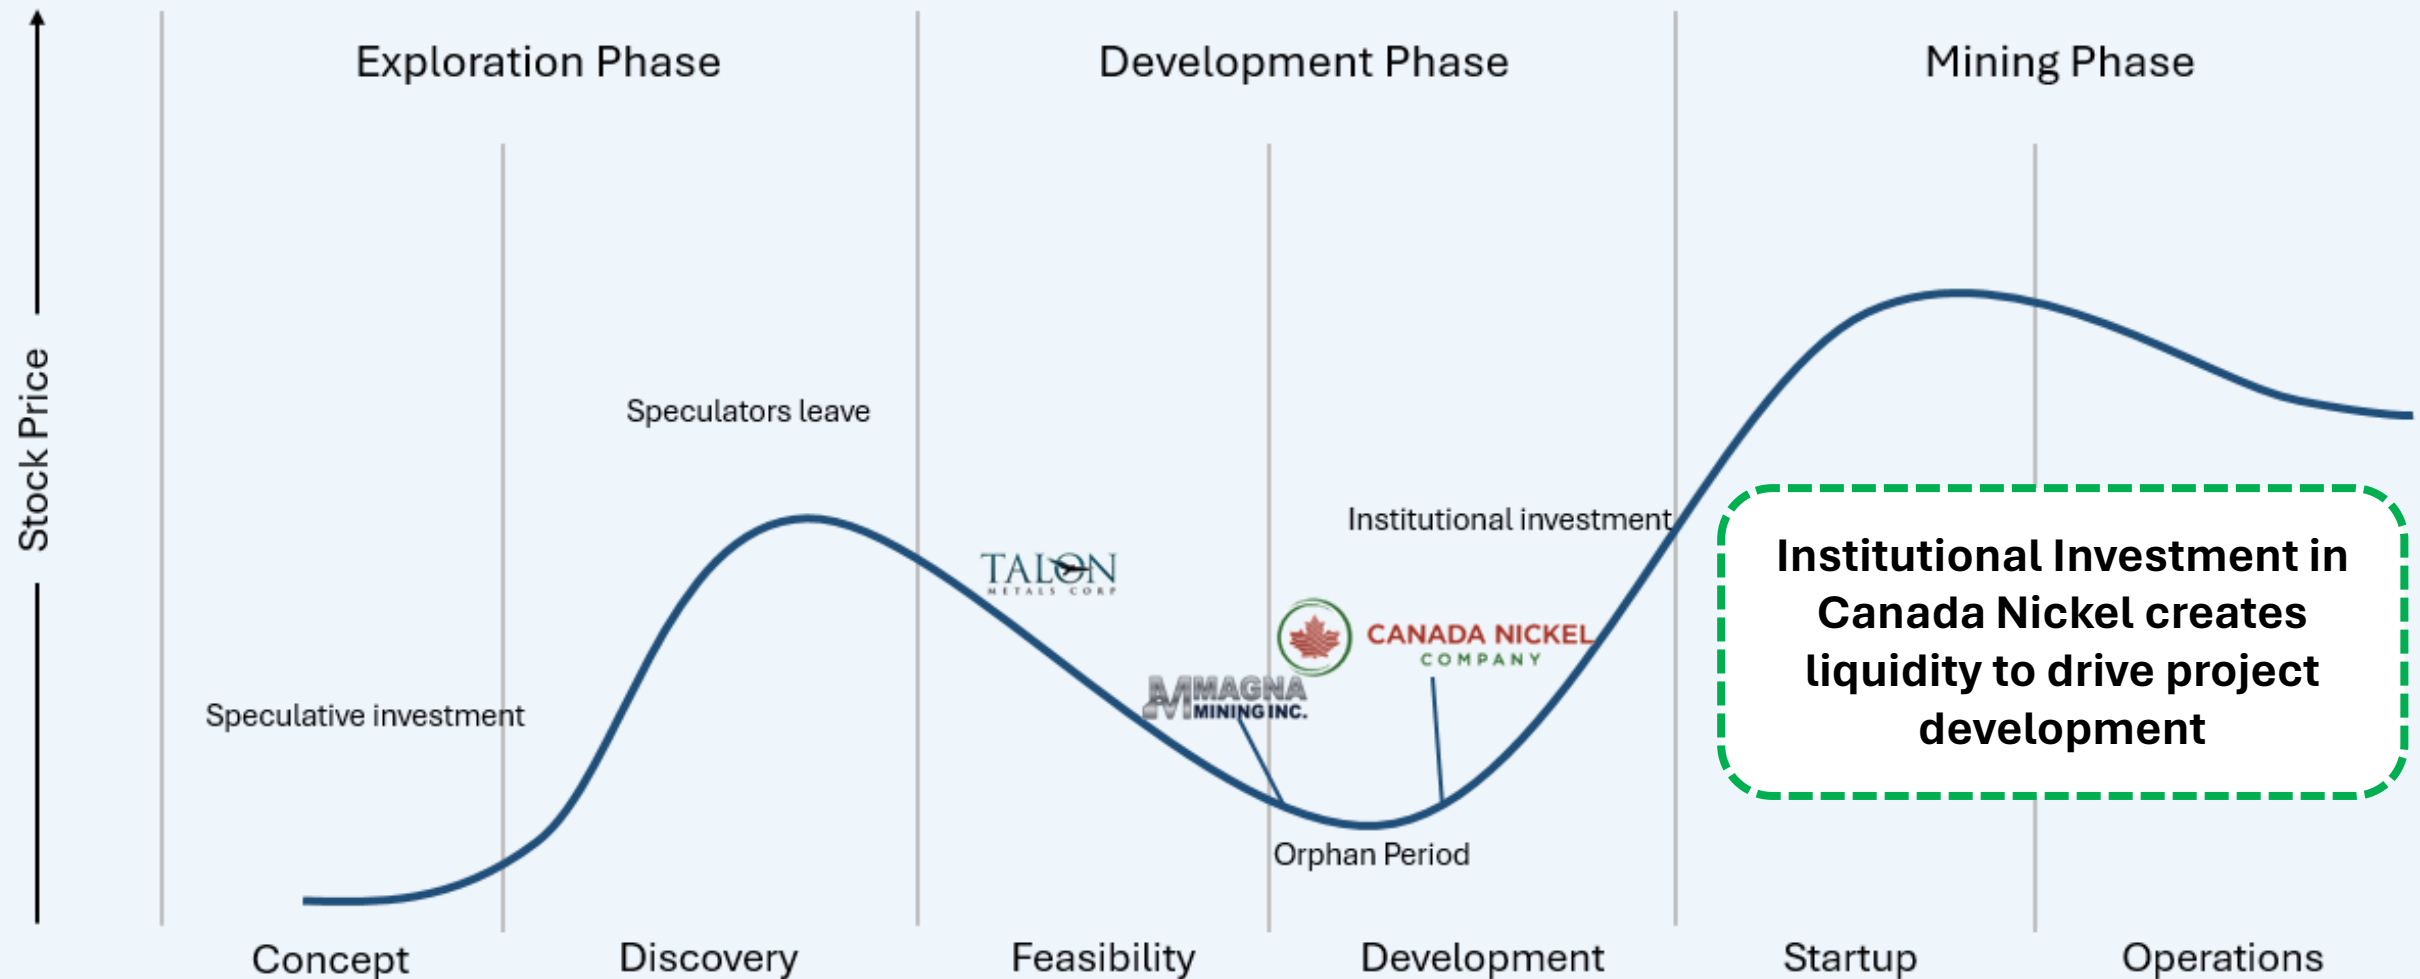 Exploration Phase
Development Phase
Mining Phase
Stock Price
Speculators leave
Speculative investment
TALON
METALS CORP
MAGNA
MINING INC.
CANADA NICKEL
COMPANY
Institutional investment
Orphan Period
Institutional Investment in
Canada Nickel creates
liquidity to drive project
development
Concept
Discovery
Feasibility
Development
Startup
Operations